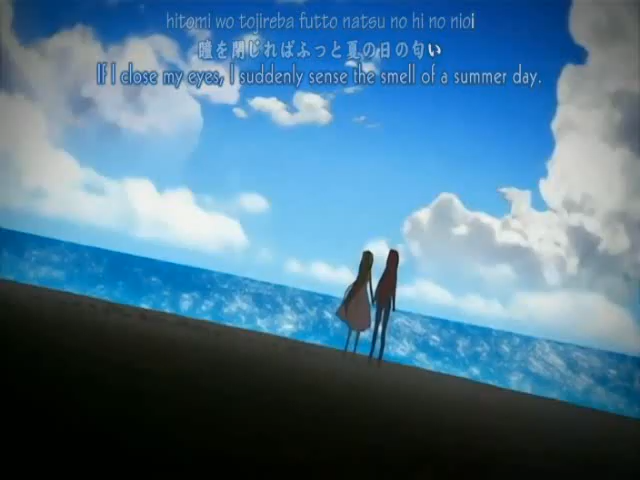 hitomi wo tojireba futto natsu no hi no nioi
瞳を閉じればふっと夏の日の匂い
If I close my eyes, I suddenly sense the smell of a summer day.